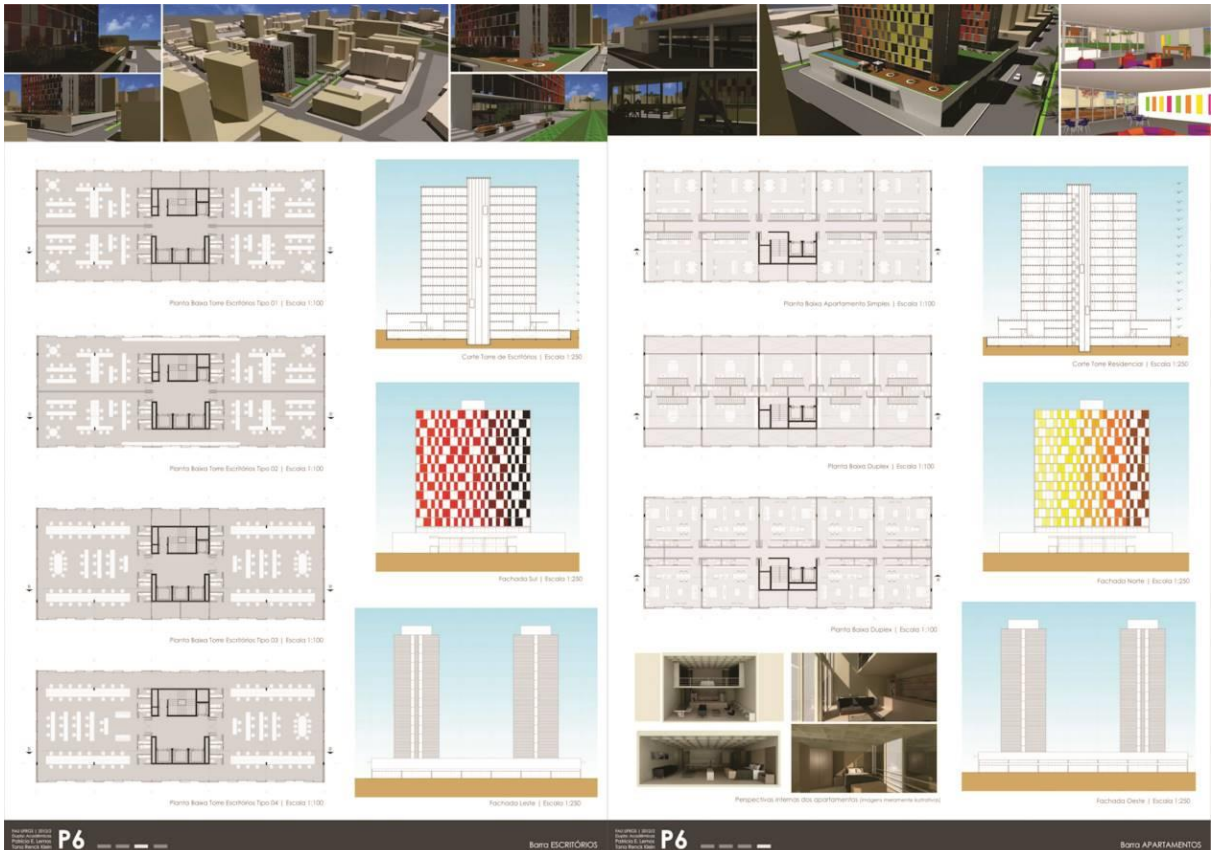 Planta Baixa Torre Escritórios Tipo 01 | Escala 1:100
Corte Torre de Escritórios | Escala 1:250
Planta Baixa Torre Escritórios Tipo 02 | Escala 1:100
Fachada Sul | Escala 1:250
Planta Baixa Torre Escritórios Tipo 03 | Escala 1:100
Planta Baixa Torre Escritórios Tipo 04 | Escala 1:100
Fachada Leste | Escala 1:250
P6
Barra ESCRITÓRIOS
Planta Baixa Apartamento Simplex | Escala 1:100
Corte Torre Residencial | Escala 1:250
Planta Baixa Duplex | Escala 1:100
Fachada Norte | Escala 1:250
Planta Baixa Duplex | Escala 1:100
Perspectivas internas dos apartamentos (imagens meramente ilustrativas)
Fachada Oeste | Escala 1:250
P6
Barra APARTAMENTOS